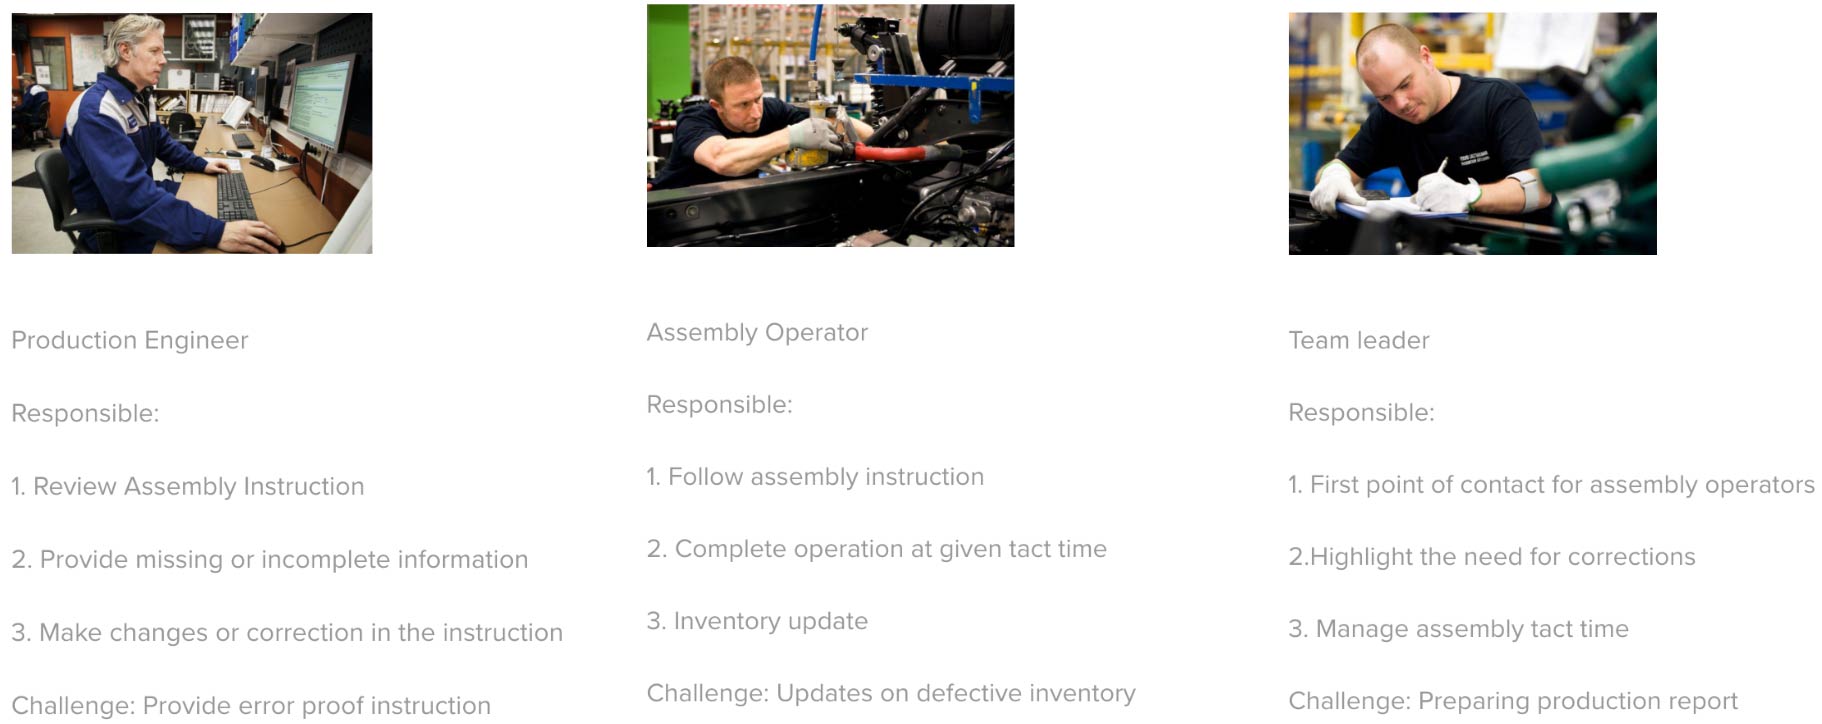 Production Engineer
Responsible:
1. Review Assembly Instruction
2. Provide missing or incomplete information
3. Make changes or correction in the instruction
Challenge: Provide error proof instruction
Assembly Operator
Responsible:
1. Follow assembly instruction
2. Complete operation at given tact time
3. Inventory update
Challenge: Updates on defective inventory
Team leader
Responsible:
1. First point of contact for assembly operators
2.Highlight the need for corrections
3. Manage assembly tact time
Challenge: Preparing production report